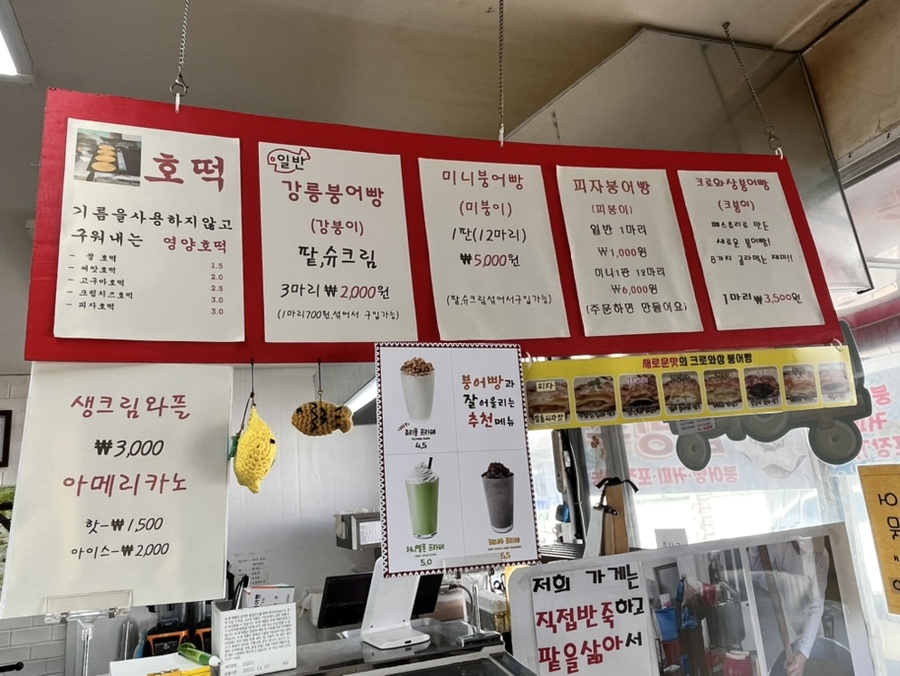 호떡
기름을사용하지않고
구워내는 영양호떡
- 꿀 호떡 1.5
- 씨앗호떡 2.0
- 고구마호떡 2.5
- 크림치즈호떡 3.0
- 피자호떡 3.0
일반
강릉붕어빵
(강붕이)
팥,슈크림
3마리 ₩2,000원
(1마리700원,섞어서 구입가능)
미니붕어빵
(미붕이)
1판(12마리)
₩5,000원
(팥,슈크림섞어서구입가능)
피자붕어빵
(피붕이)
일반 1마리
₩1,000원
미니1판 12마리
₩6,000원
(주문하면 만들어요)
크로와상붕어빵
(크붕이)
페스츄리로 만든
새로운 붕어빵!
8가지 골라먹는 재미!!
1마리 ₩3,500원
새로운맛의 크로와상 붕어빵
피자
생크림와플
₩3,000
아메리카노
핫-₩1,500
아이스-₩2,000
붕어빵과
잘어울리는
추천메뉴
4.5
5.0
저희 가게는
직접반죽하고
팥을삶아서